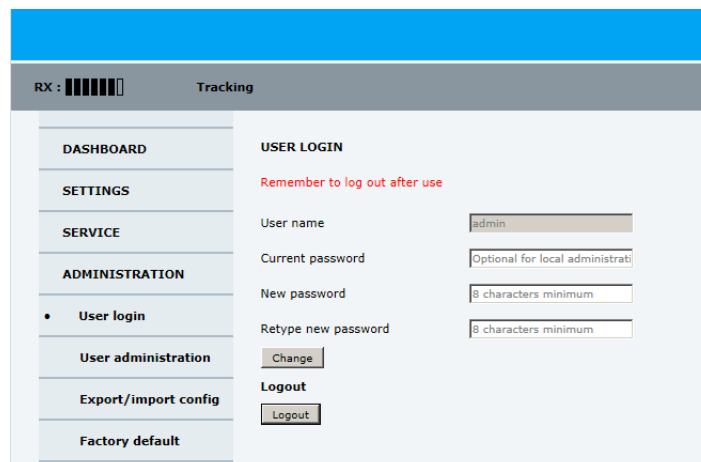 RX : Tracking
DASHBOARD
SETTINGS
SERVICE
ADMINISTRATION
• User login
User administration
Export/import config
Factory default
USER LOGIN
Remember to log out after use
User name admin
Current password Optional for local administrati
New password 8 characters minimum
Retype new password 8 characters minimum
Change
Logout
Logout